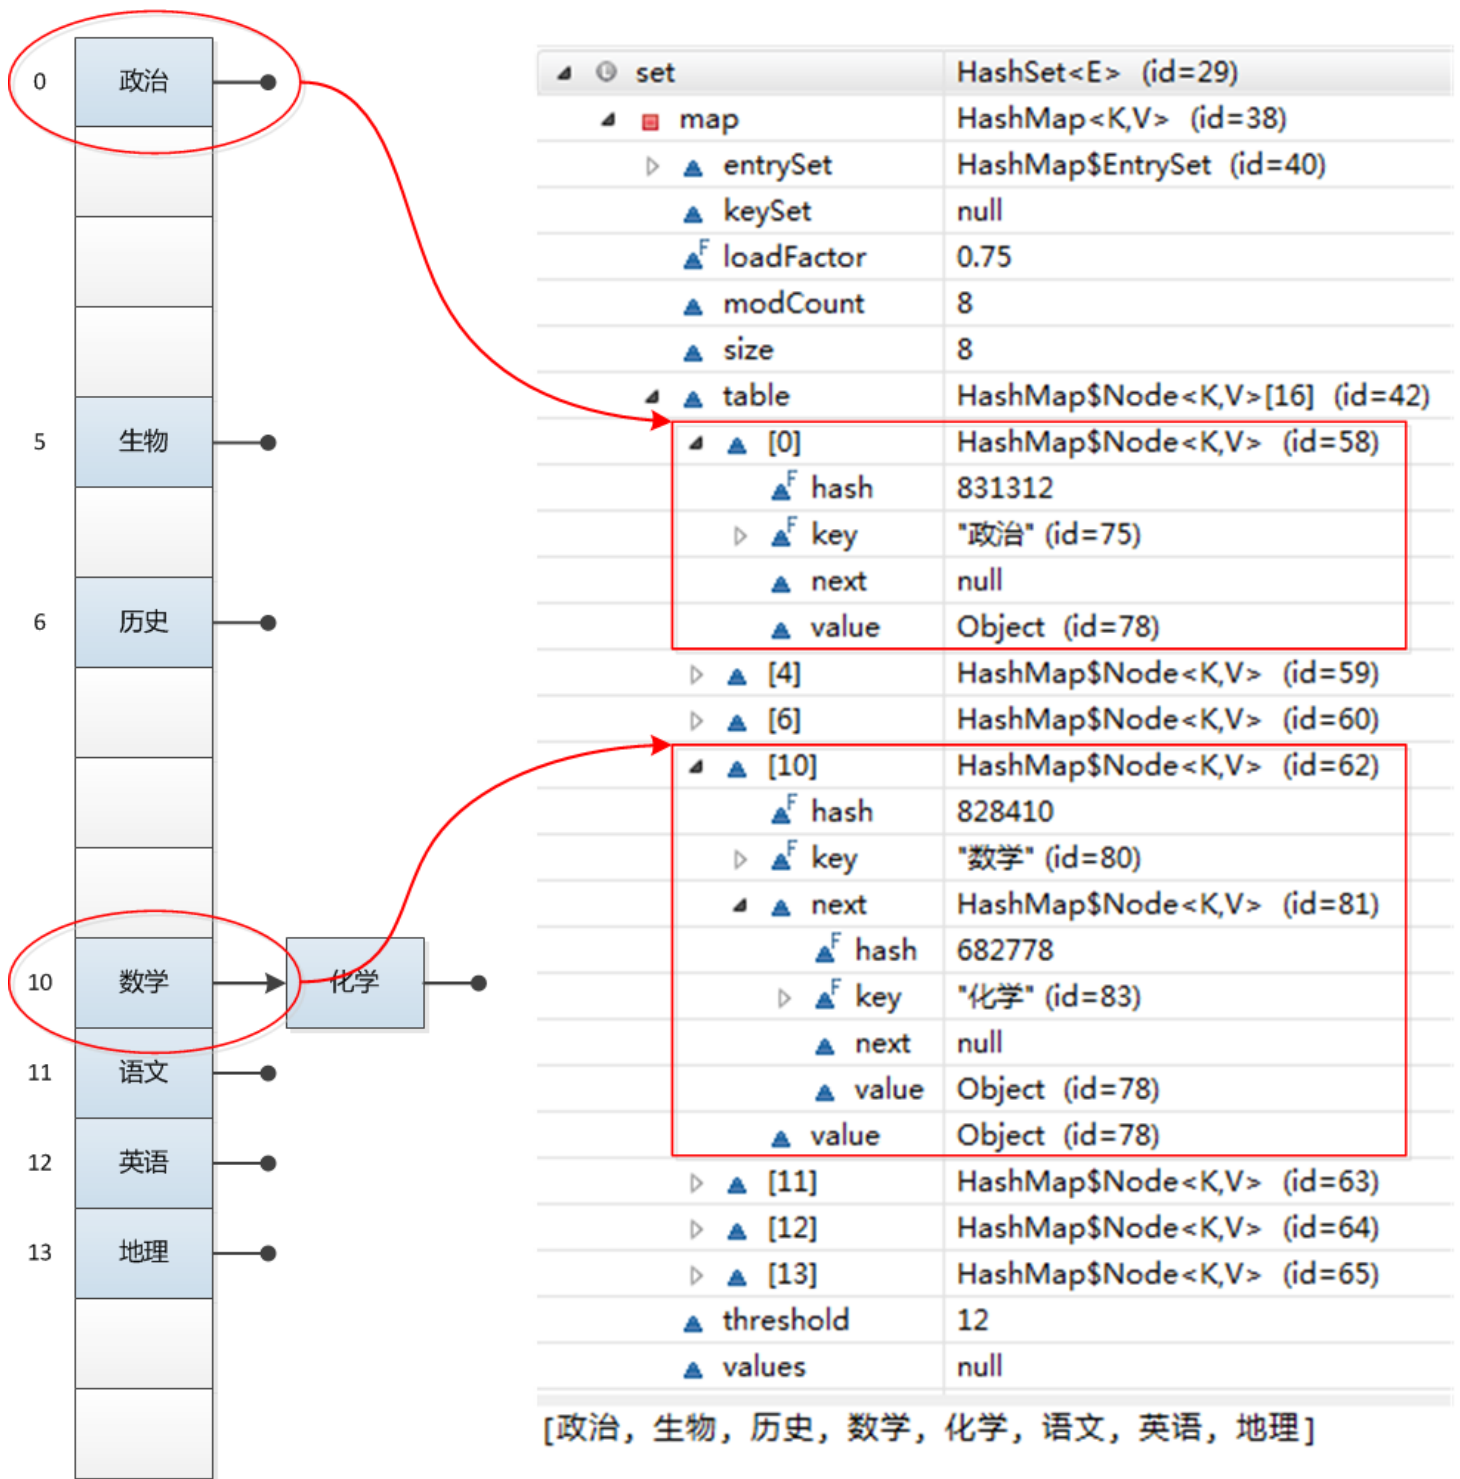 0 政治
5 生物
6 历史
10 数学 化学
11 语文
12 英语
13 地理
set HashSet<E> (id=29)
map HashMap<K,V> (id=38)
entrySet HashMap$EntrySet (id=40)
keySet null
F loadFactor 0.75
modCount 8
size 8
table HashMap$Node<K,V>[16] (id=42)
[0] HashMap$Node<K,V> (id=58)
F hash 831312
F key "政治" (id=75)
next null
value Object (id=78)
[4] HashMap$Node<K,V> (id=59)
[6] HashMap$Node<K,V> (id=60)
[10] HashMap$Node<K,V> (id=62)
F hash 828410
F key "数学" (id=80)
next HashMap$Node<K,V> (id=81)
F hash 682778
F key "化学" (id=83)
next null
value Object (id=78)
value Object (id=78)
[11] HashMap$Node<K,V> (id=63)
[12] HashMap$Node<K,V> (id=64)
[13] HashMap$Node<K,V> (id=65)
threshold 12
values null
[政治, 生物, 历史, 数学, 化学, 语文, 英语, 地理]